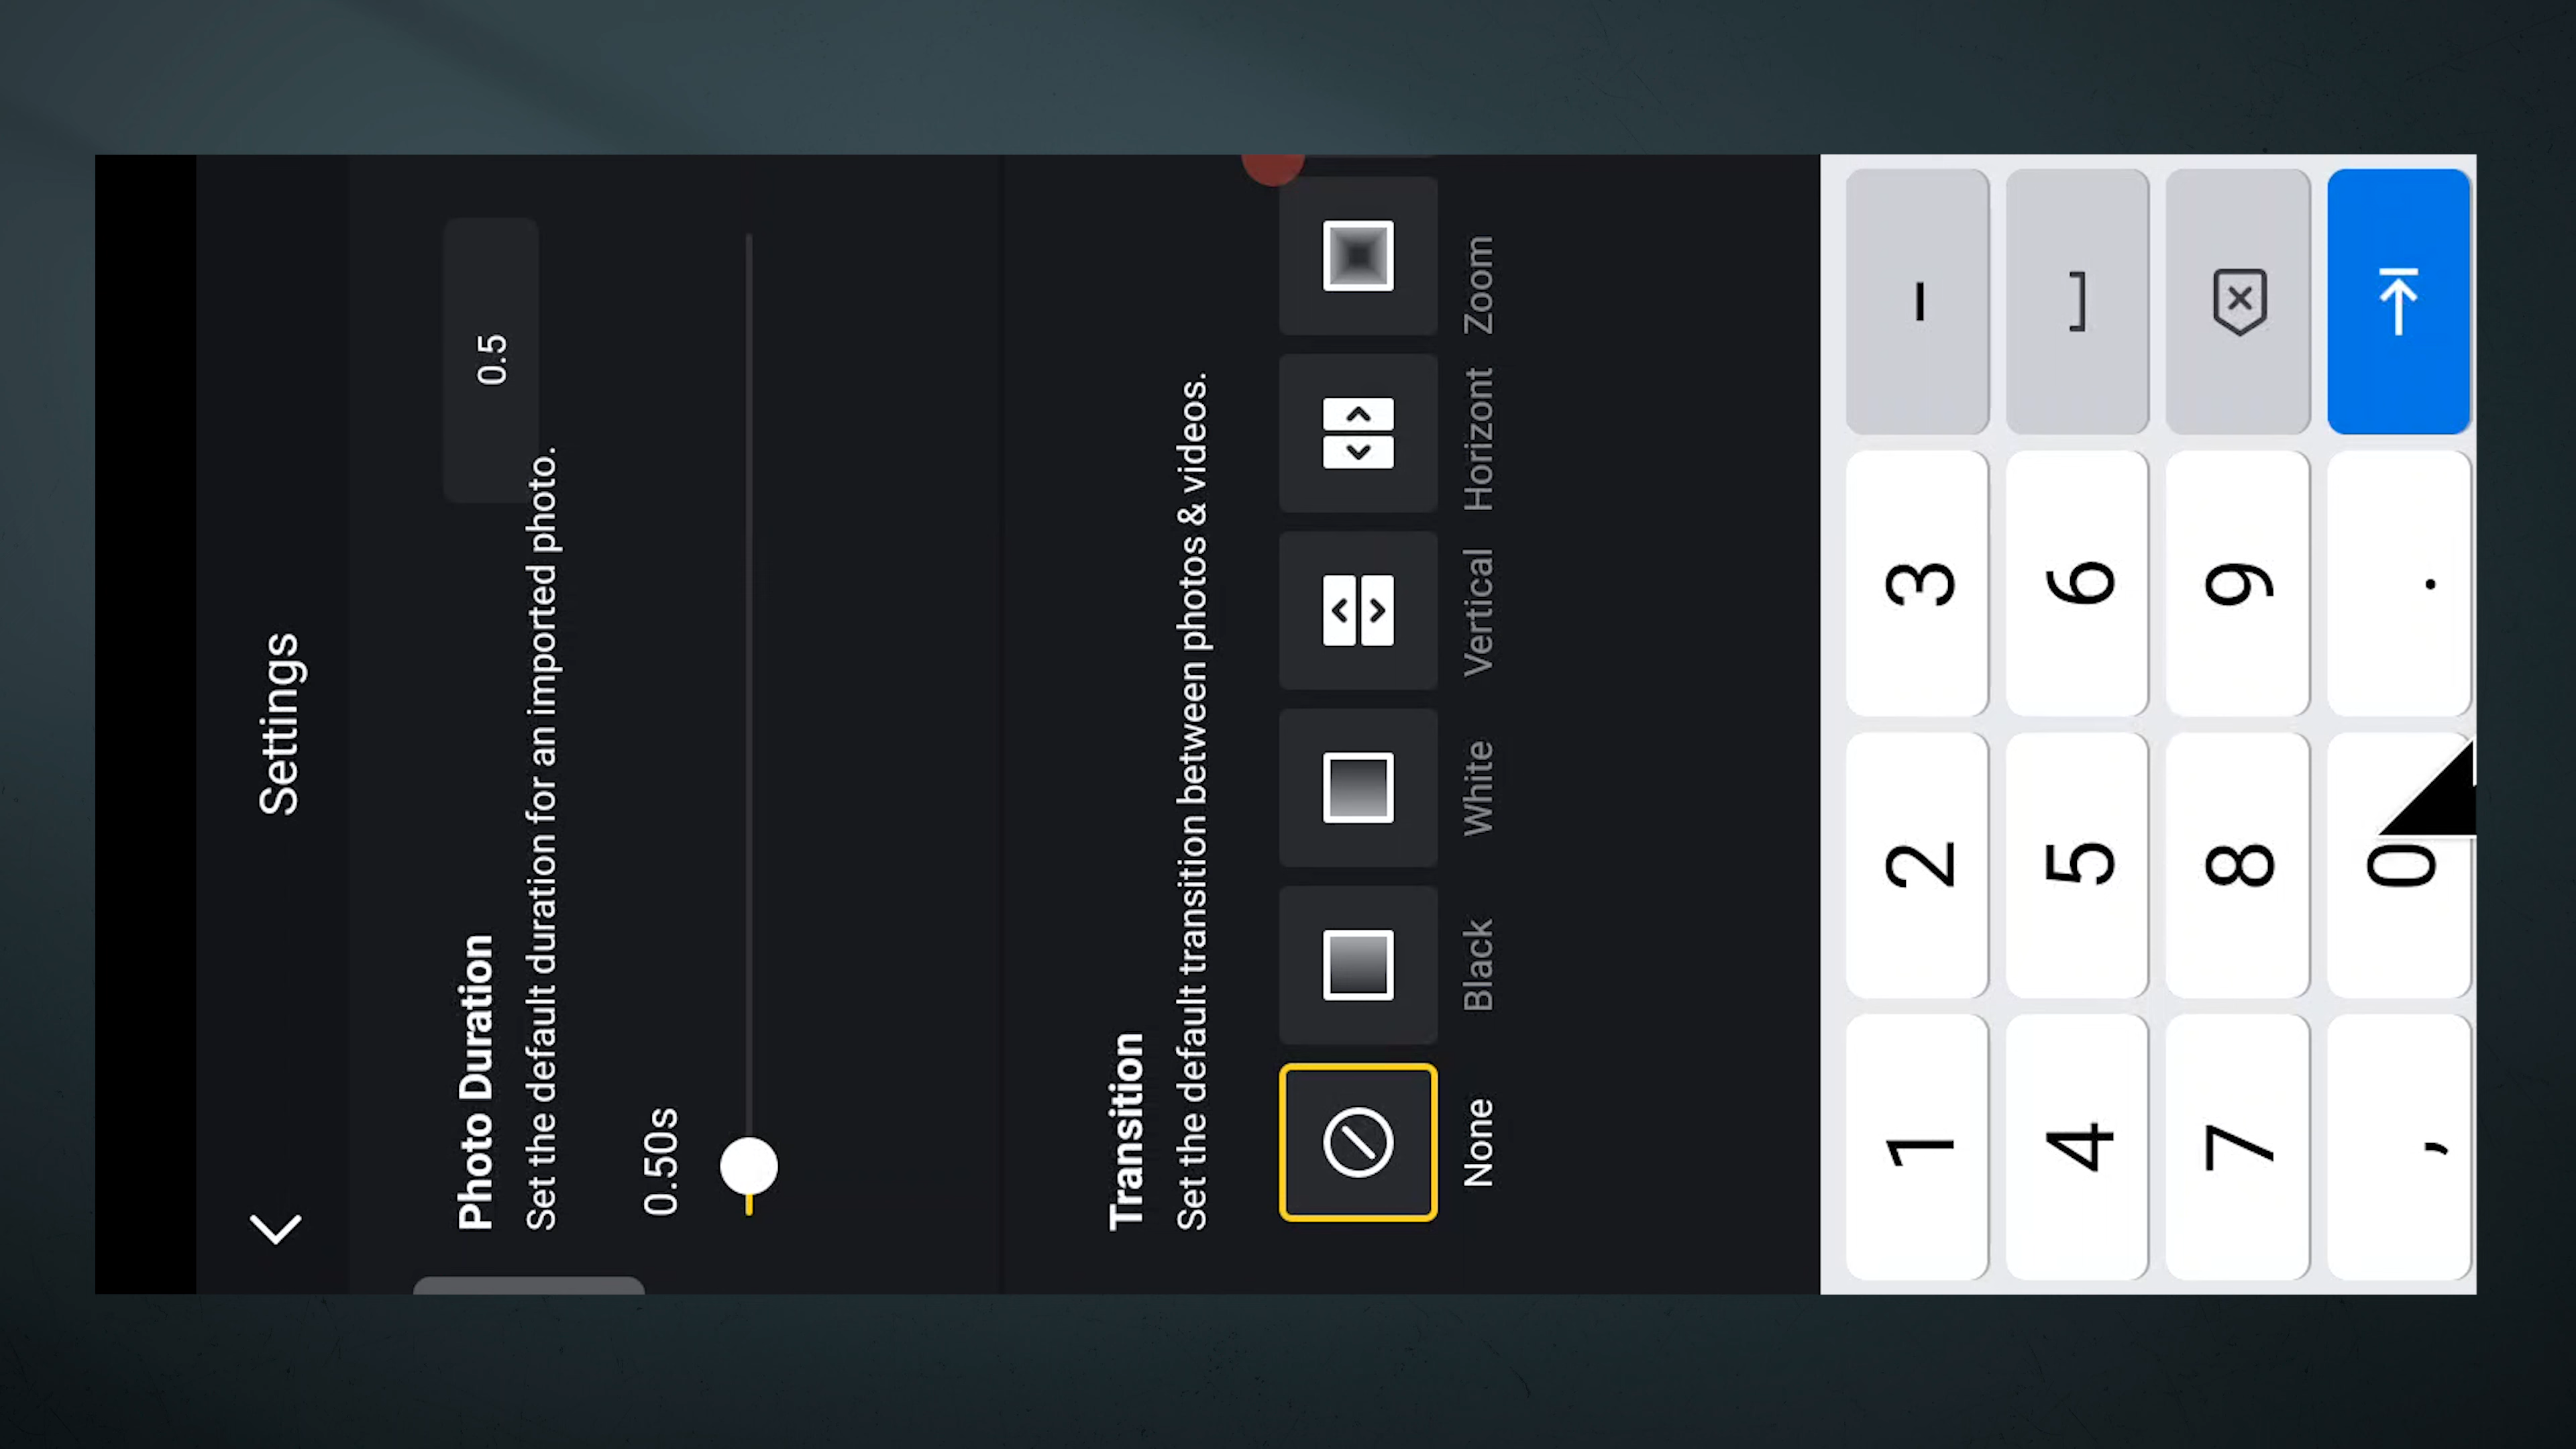 Settings
Photo Duration
0.5
Set the default duration for an imported photo.
0.50s
Transition
Set the default transition between photos & videos.
None Black White Vertical Horizont Zoom
1 2 3 -
4 5 6
7 8 9
, 0 .